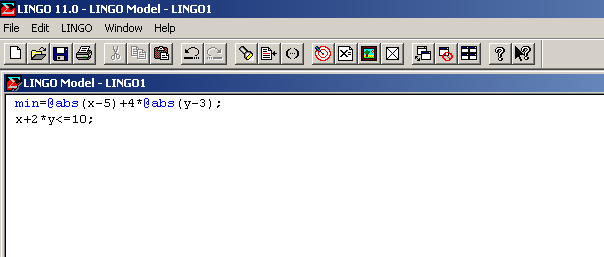 LINGO 11.0 - LINGO Model - LINGO1
File Edit LINGO Window Help
LINGO Model - LINGO1
min=@abs(x-5)+4*@abs(y-3);
x+2*y<=10;